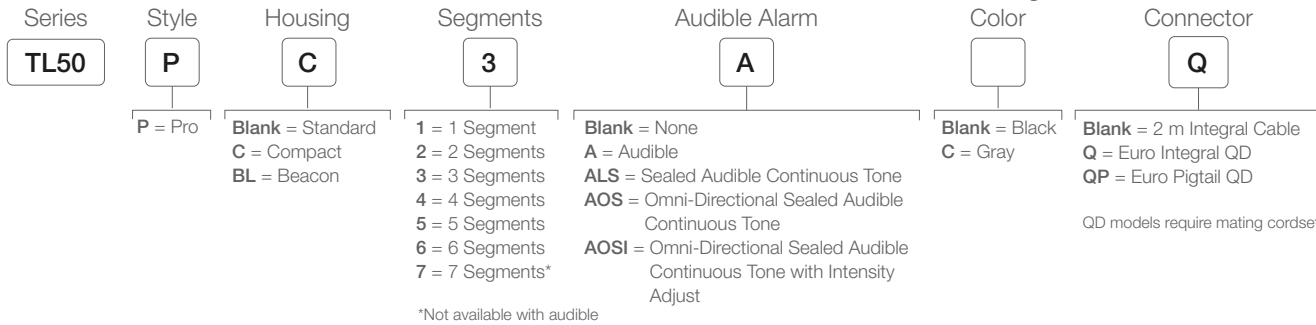 Series Style Housing Segments Audible Alarm Color Connector
TL50 P C 3 A Q
P = Pro
Blank = Standard
C = Compact
BL = Beacon
1 = 1 Segment
2 = 2 Segments
3 = 3 Segments
4 = 4 Segments
5 = 5 Segments
6 = 6 Segments
7 = 7 Segments*
*Not available with audible
Blank = None
A = Audible
ALS = Sealed Audible Continuous Tone
AOS = Omni-Directional Sealed Audible
Continuous Tone
AOSI = Omni-Directional Sealed Audible
Continuous Tone with Intensity
Adjust
Blank = Black
C = Gray
Blank = 2 m Integral Cable
Q = Euro Integral QD
QP = Euro Pigtail QD
QD models require mating cordset